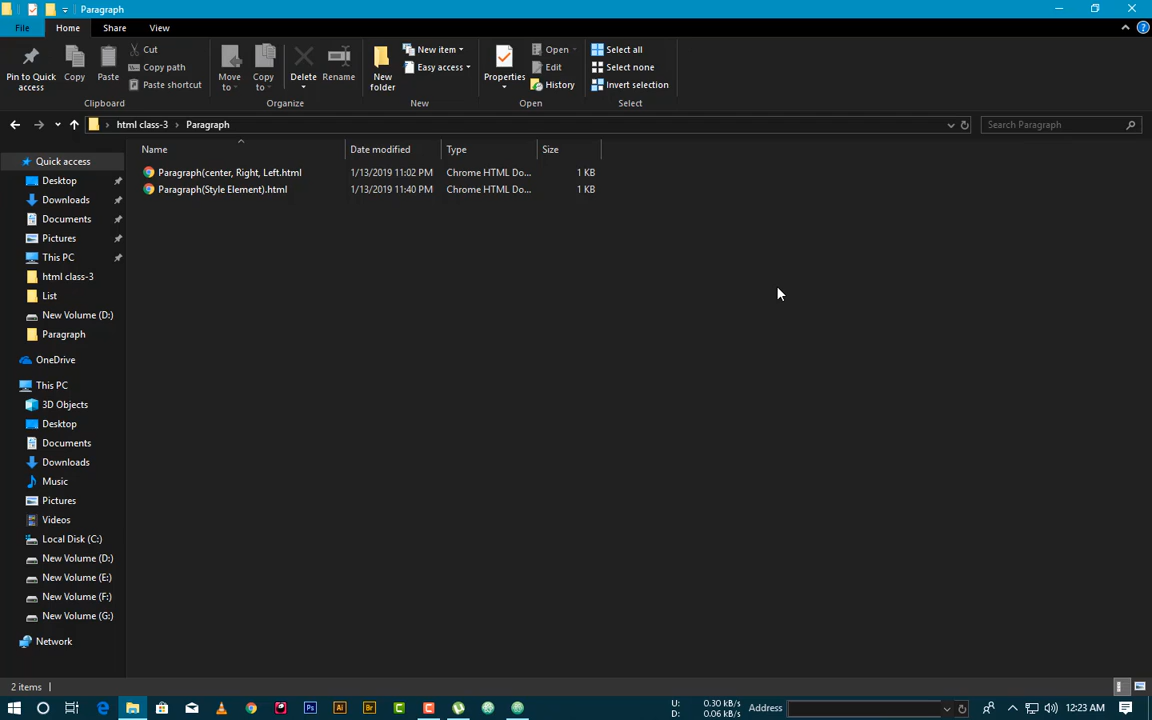 Paragraph
File Home Share View
Pin to Quick access
Copy
Paste
Cut
Copy path
Paste shortcut
Clipboard
Move to
Copy to
Delete
Rename
Organize
New folder
New item
Easy access
New
Properties
Open
Edit
History
Open
Select all
Select none
Invert selection
Select
html class-3 Paragraph
Search Paragraph
Name Date modified Type Size
Paragraph(center, Right, Left.html 1/13/2019 11:02 PM Chrome HTML Do... 1 KB
Paragraph(Style Element).html 1/13/2019 11:40 PM Chrome HTML Do... 1 KB
Quick access
Desktop
Downloads
Documents
Pictures
This PC
html class-3
List
New Volume (D:)
Paragraph
OneDrive
This PC
3D Objects
Desktop
Documents
Downloads
Music
Pictures
Videos
Local Disk (C:)
New Volume (D:)
New Volume (E:)
New Volume (F:)
New Volume (G:)
Network
2 items
Ps Ai Br
U: 0.30 kB/s
D: 0.06 kB/s
Address
12:23 AM